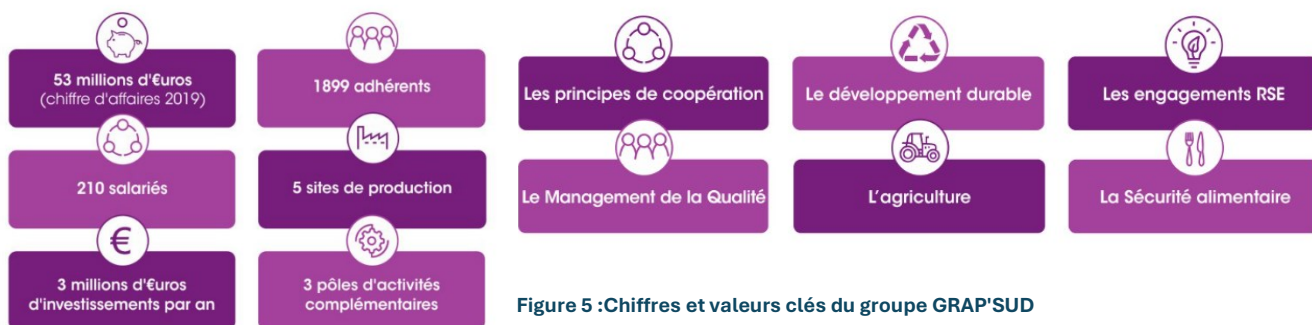 53 millions d'€uros
(chiffre d'affaires 2019)
1899 adhérents
210 salariés
5 sites de production
€
3 millions d'€uros
d'investissements par an
3 pôles d'activités
complémentaires
Les principes de coopération
Le développement durable
Les engagements RSE
Le Management de la Qualité
L'agriculture
La Sécurité alimentaire
Figure 5 :Chiffres et valeurs clés du groupe GRAP'SUD